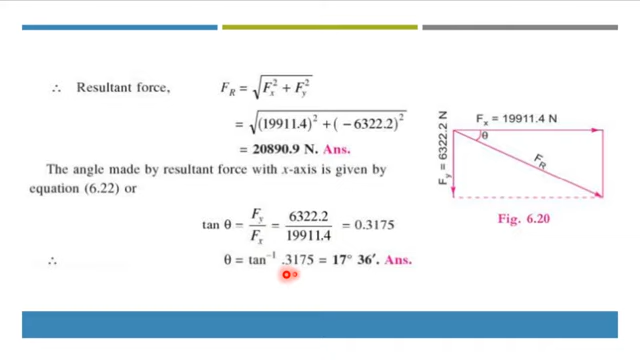 ∴ Resultant force, F_R = √(F_x² + F_y²)
= √((19911.4)² + (− 6322.2)²)
= 20890.9 N. Ans.
The angle made by resultant force with x-axis is given by
equation (6.22) or
tan θ = F_y / F_x = 6322.2 / 19911.4 = 0.3175
∴ θ = tan⁻¹ .3175 = 17° 36′. Ans.
F_x = 19911.4 N
θ
F_y = 6322.2 N
F_R
Fig. 6.20